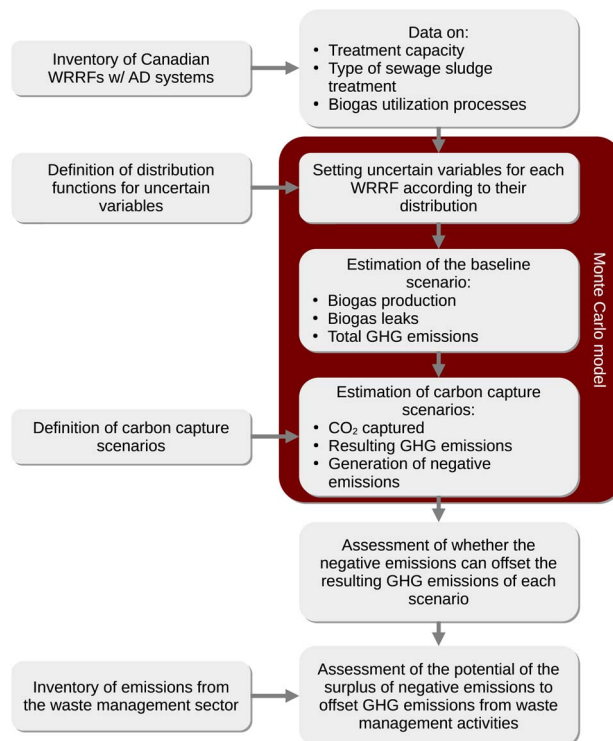 Inventory of Canadian
WRRFs w/ AD systems
Data on:
• Treatment capacity
• Type of sewage sludge
treatment
• Biogas utilization processes
Definition of distribution
functions for uncertain
variables
Setting uncertain variables for each
WRRF according to their
distribution
Estimation of the baseline
scenario:
• Biogas production
• Biogas leaks
• Total GHG emissions
Monte Carlo model
Definition of carbon capture
scenarios
Estimation of carbon capture
scenarios:
• CO₂ captured
• Resulting GHG emissions
• Generation of negative
emissions
Assessment of whether the
negative emissions can offset the
resulting GHG emissions of each
scenario
Inventory of emissions from
the waste management sector
Assessment of the potential of the
surplus of negative emissions to
offset GHG emissions from waste
management activities